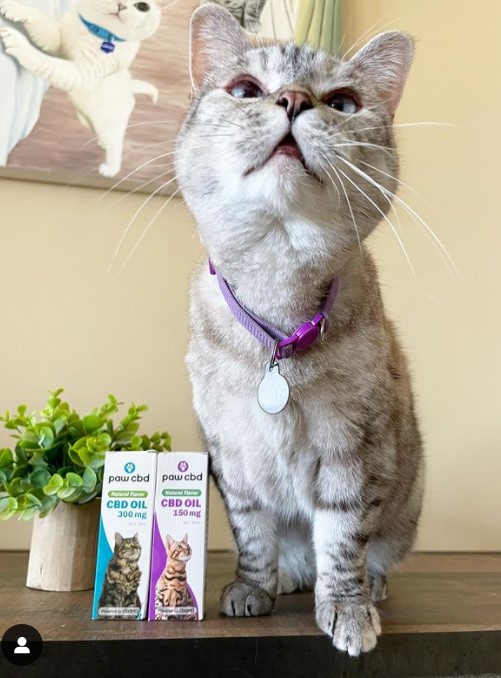 paw cbd
Natural Flavor
CBD OIL
300 mg
paw cbd
Natural Flavor
CBD OIL
150 mg